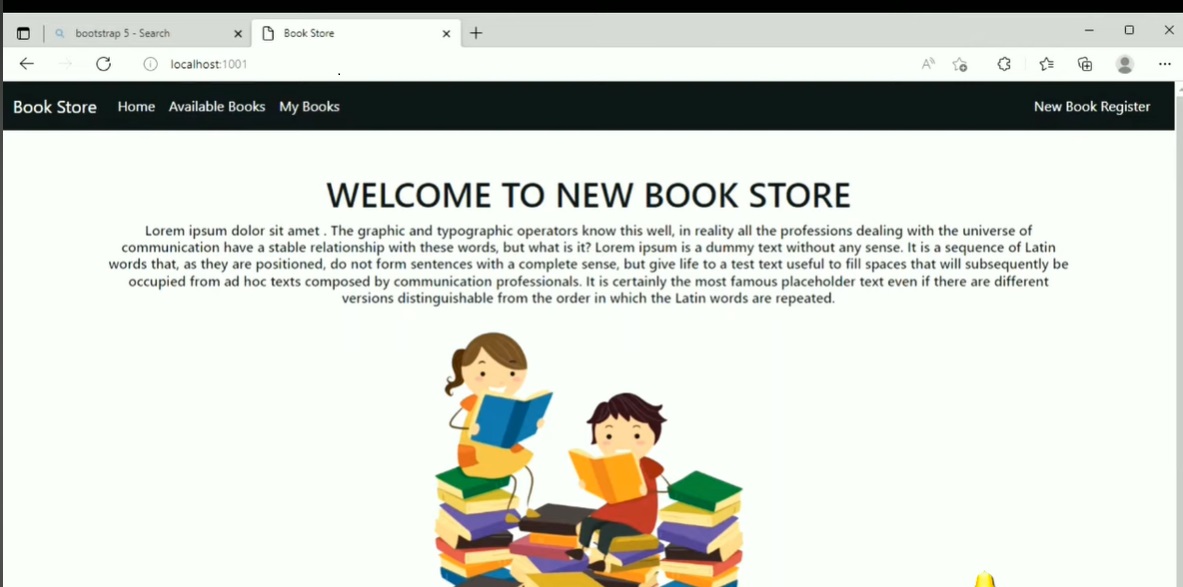 bootstrap 5 - Search
Book Store
localhost:1001
Book Store Home Available Books My Books New Book Register
WELCOME TO NEW BOOK STORE
Lorem ipsum dolor sit amet . The graphic and typographic operators know this well, in reality all the professions dealing with the universe of
communication have a stable relationship with these words, but what is it? Lorem ipsum is a dummy text without any sense. It is a sequence of Latin
words that, as they are positioned, do not form sentences with a complete sense, but give life to a test text useful to fill spaces that will subsequently be
occupied from ad hoc texts composed by communication professionals. It is certainly the most famous placeholder text even if there are different
versions distinguishable from the order in which the Latin words are repeated.